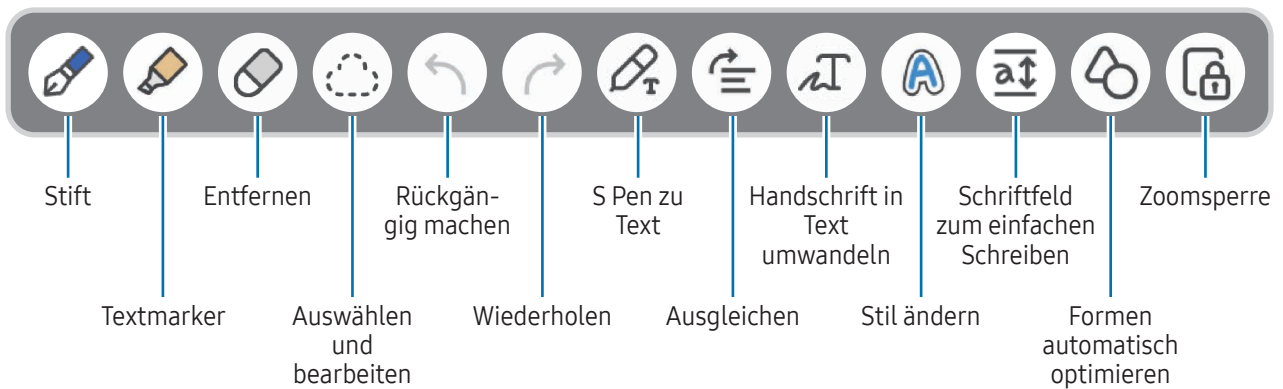 Stift
Entfernen
Rückgän-
gig machen
S Pen zu
Text
Handschrift in
Text
umwandeln
Schriftfeld
zum einfachen
Schreiben
Zoomsperre
Textmarker
Auswählen
und
bearbeiten
Wiederholen
Ausgleichen
Stil ändern
Formen
automatisch
optimieren